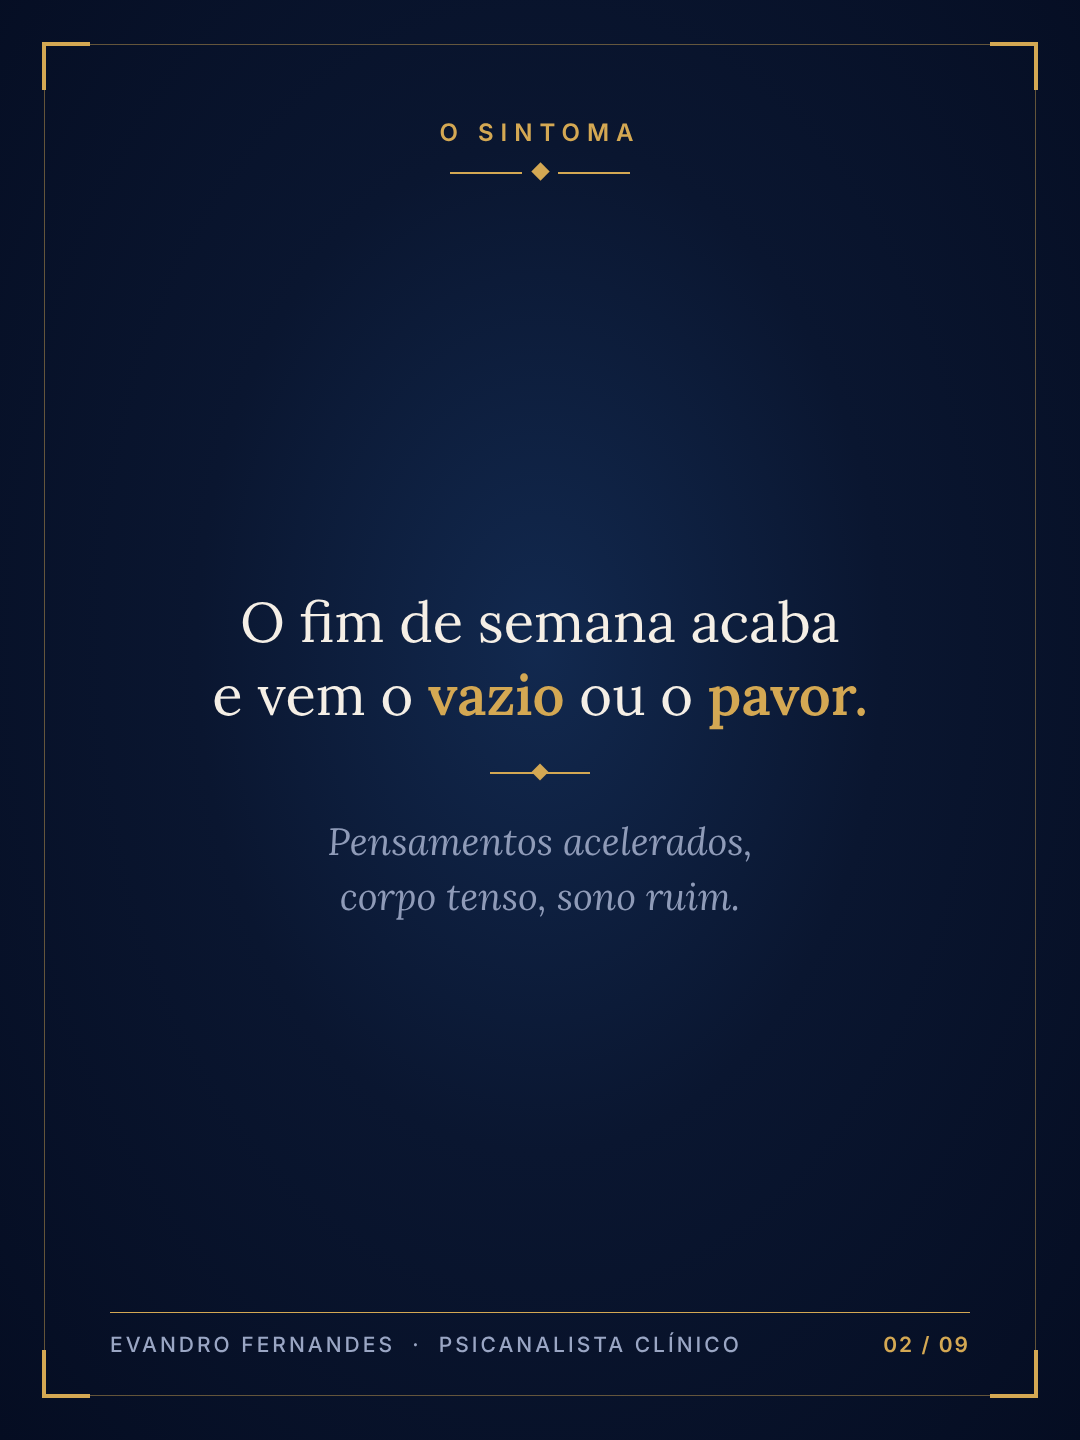 O SINTOMA
O fim de semana acaba
e vem o vazio ou o pavor.
Pensamentos acelerados,
corpo tenso, sono ruim.
EVANDRO FERNANDES · PSICANALISTA CLÍNICO 02 / 09